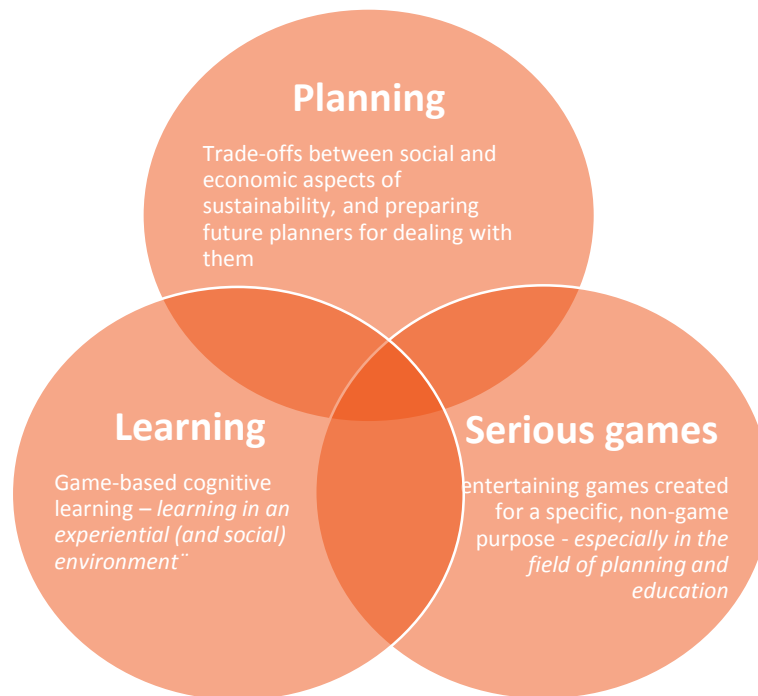 Planning
Trade-offs between social and
economic aspects of
sustainability, and preparing
future planners for dealing with
them
Learning
Game-based cognitive
learning – learning in an
experiential (and social)
environment¨
Serious games
entertaining games created
for a specific, non-game
purpose - especially in the
field of planning and
education